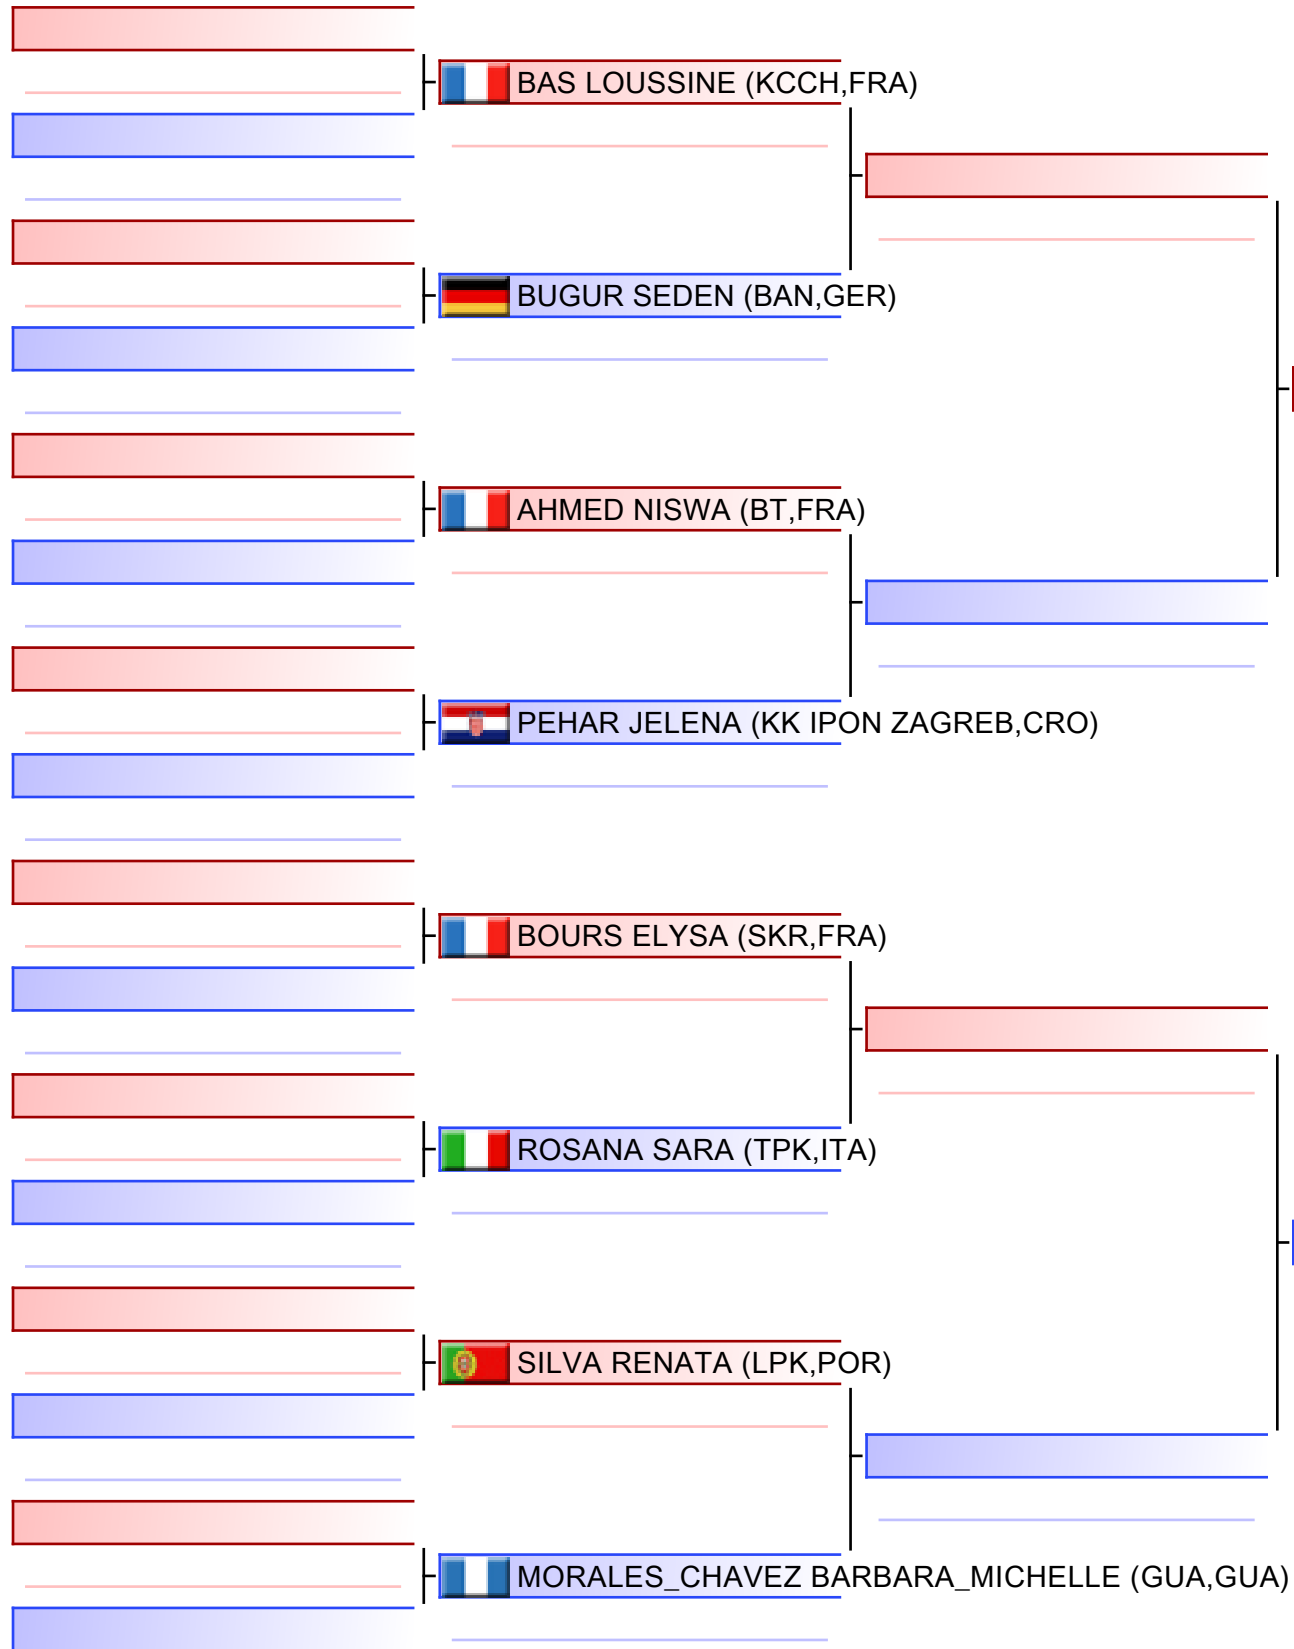 BAS LOUSSINE (KCCH,FRA)
BUGUR SEDEN (BAN,GER)
AHMED NISWA (BT,FRA)
PEHAR JELENA (KK IPON ZAGREB,CRO)
BOURS ELYSA (SKR,FRA)
ROSANA SARA (TPK,ITA)
SILVA RENATA (LPK,POR)
MORALES_CHAVEZ BARBARA_MICHELLE (GUA,GUA)